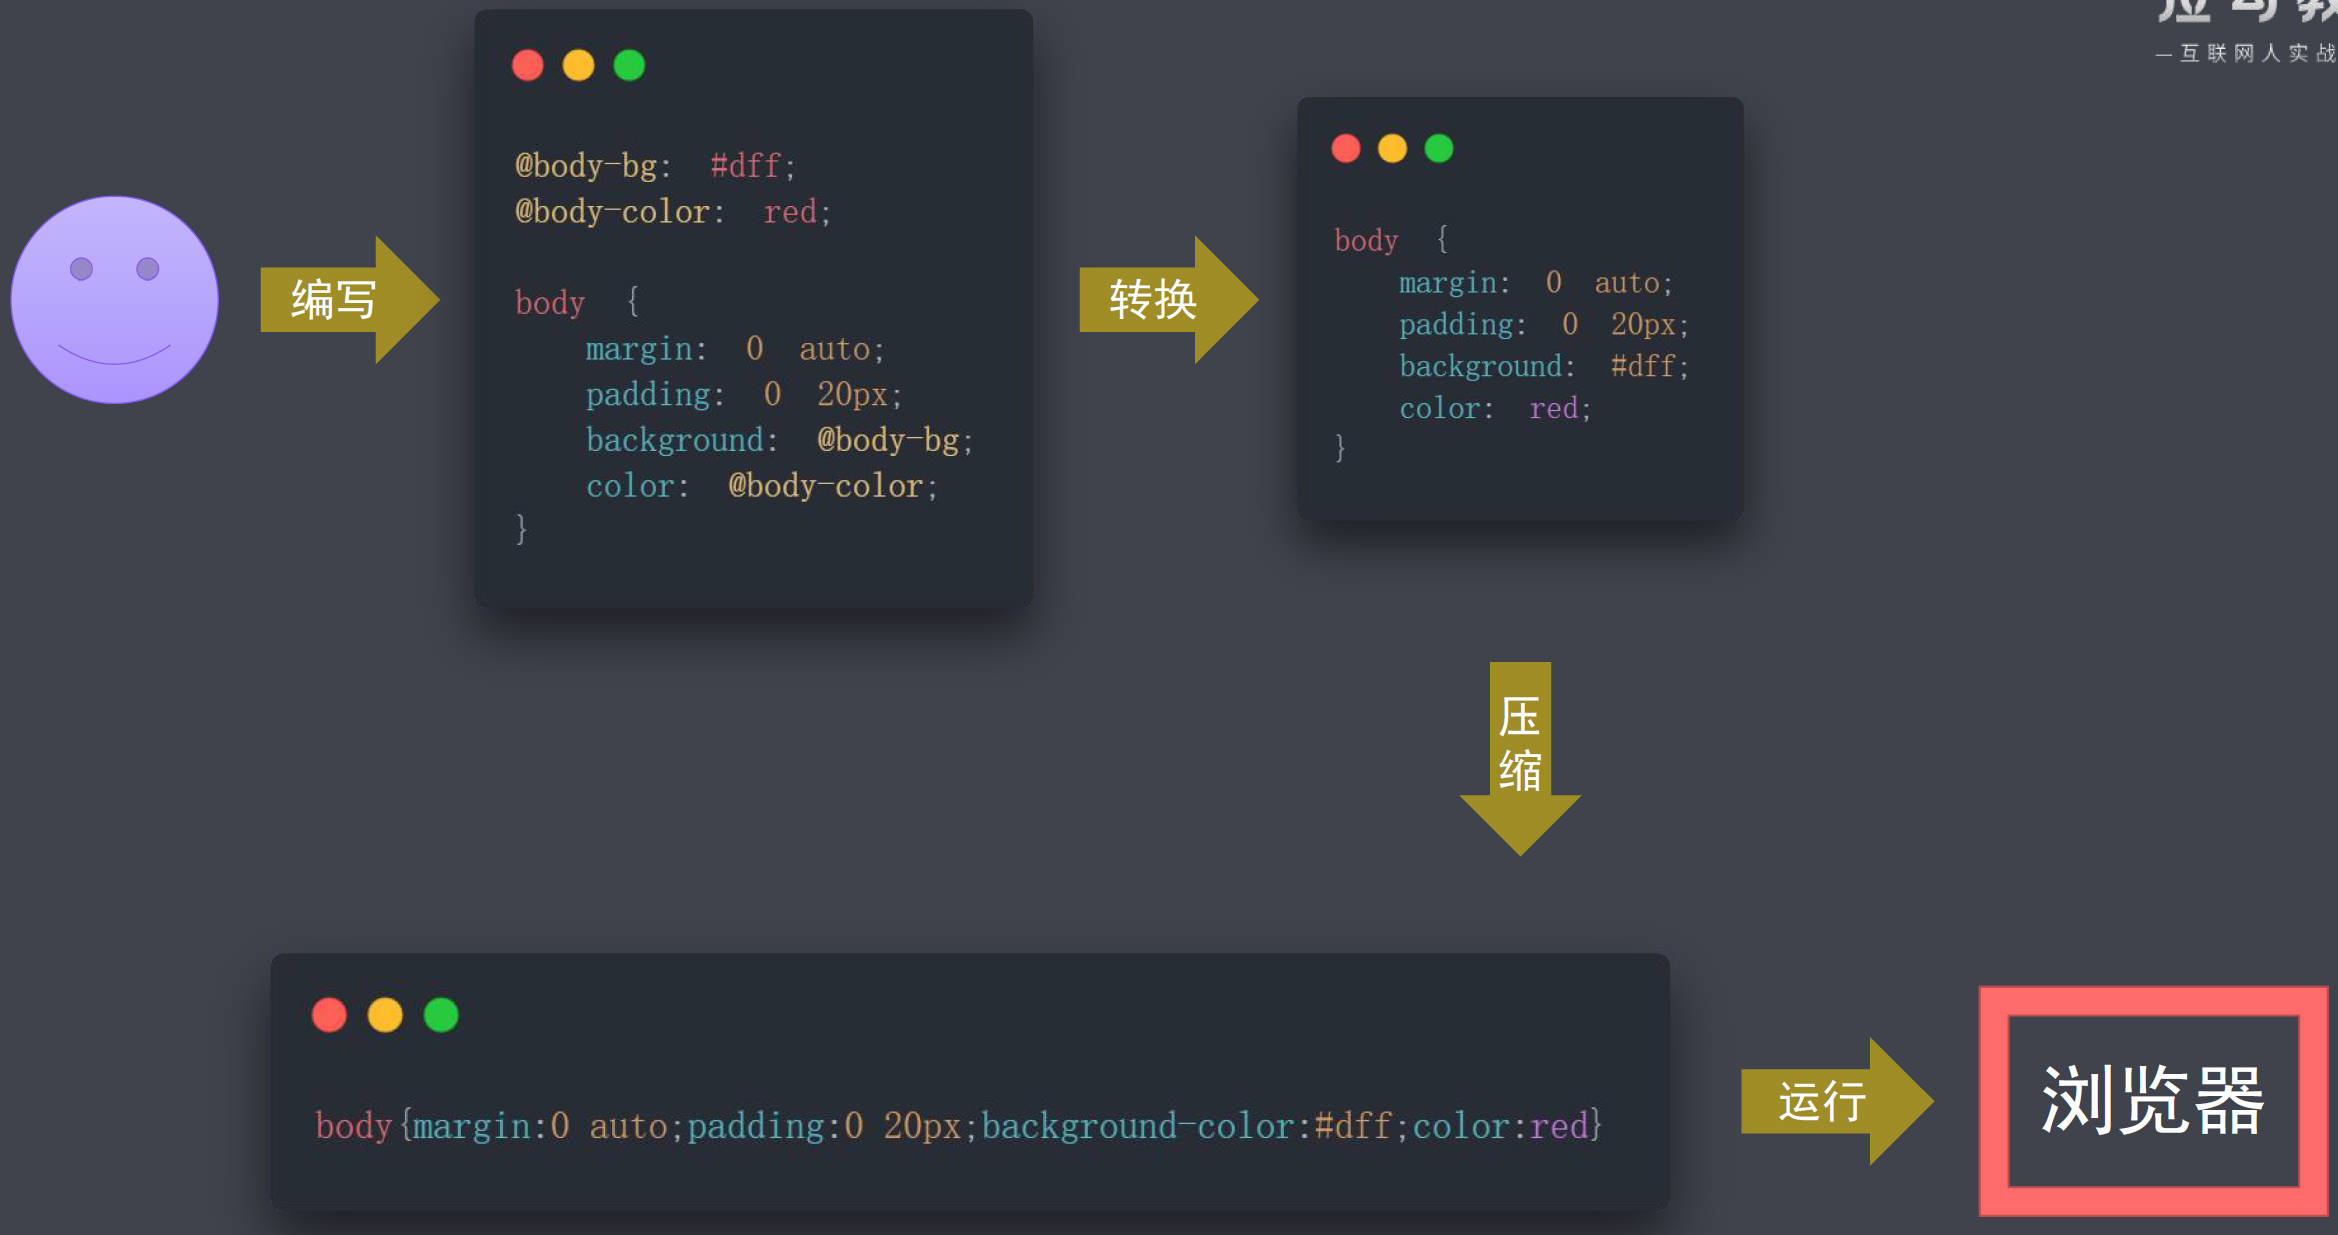 一互联网人实战
编写
@body-bg: #dff;
@body-color: red;
body {
margin: 0 auto;
padding: 0 20px;
background: @body-bg;
color: @body-color;
}
转换
body {
margin: 0 auto;
padding: 0 20px;
background: #dff;
color: red;
}
压
缩
body{margin:0 auto;padding:0 20px;background-color:#dff;color:red}
运行
浏览器